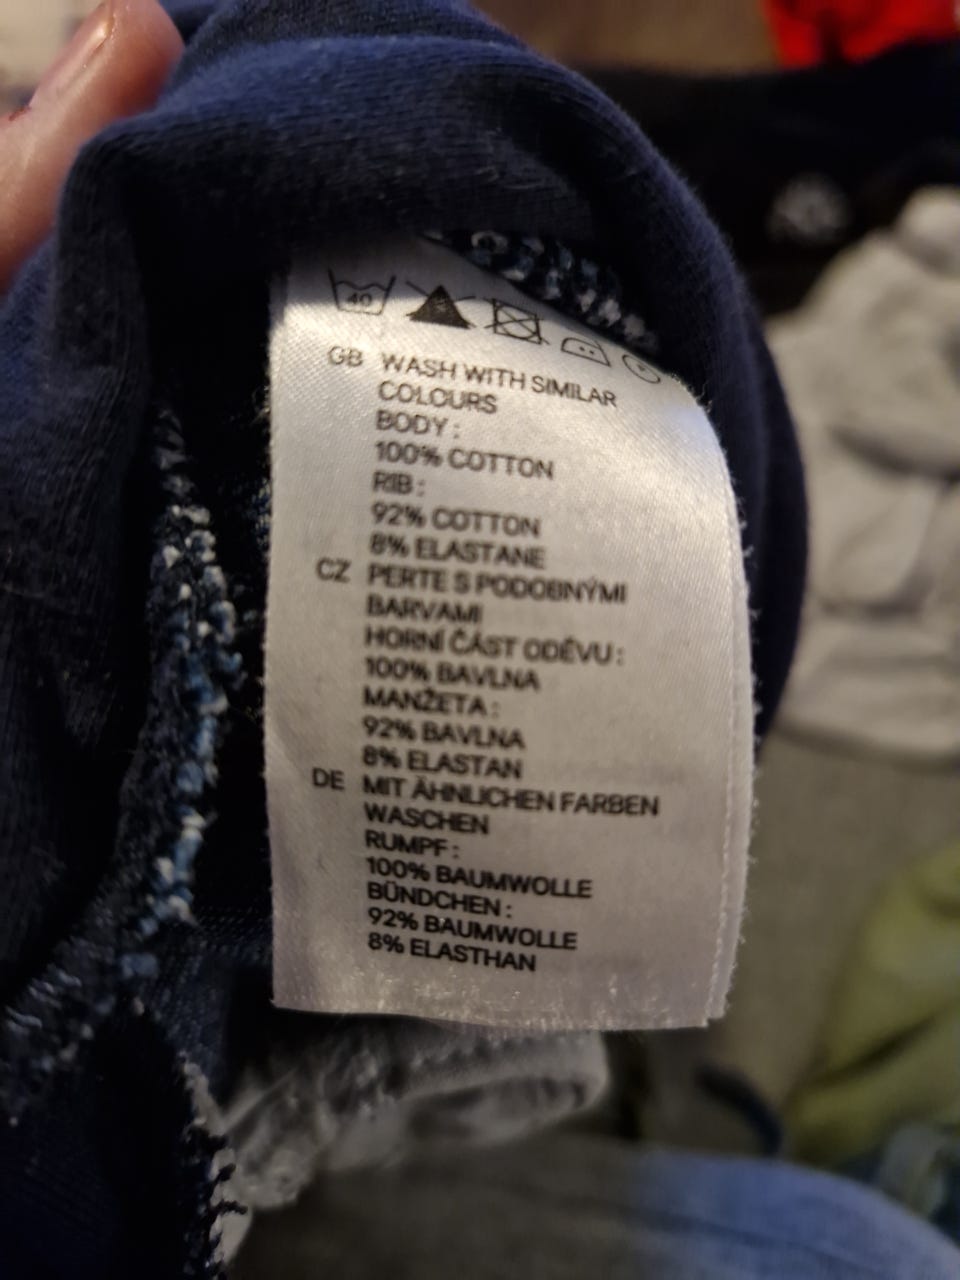 40
GB WASH WITH SIMILAR
COLOURS
BODY :
100% COTTON
RIB :
92% COTTON
8% ELASTANE
CZ PERTE S PODOBNÝMI
BARVAMI
HORNÍ ČÁST ODĚVU :
100% BAVLNA
MANŽETA :
92% BAVLNA
8% ELASTAN
DE MIT ÄHNLICHEN FARBEN
WASCHEN
RUMPF :
100% BAUMWOLLE
BÜNDCHEN :
92% BAUMWOLLE
8% ELASTHAN